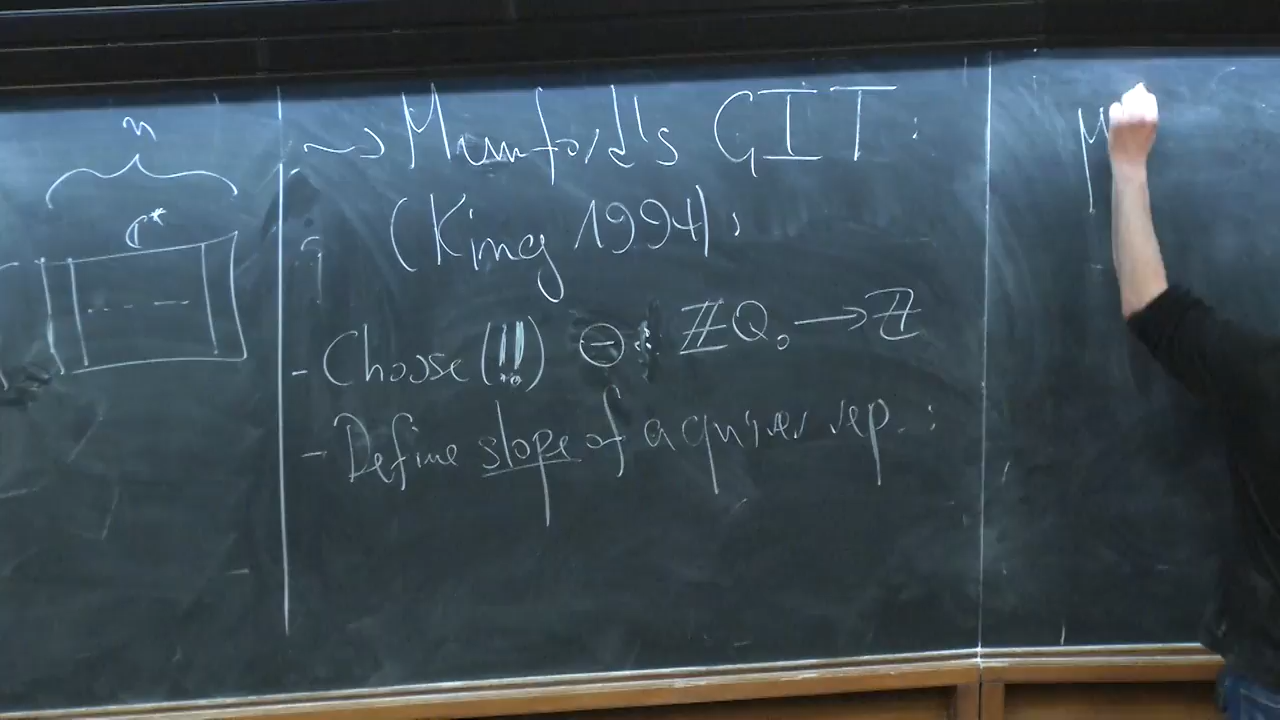 n
ℂ*
- - - -
⇝ Mumford's GIT :
(King 1994):
- Choose (!!) Θ : ℤQ₀ → ℤ
- Define slope of a quiver rep. :
μ